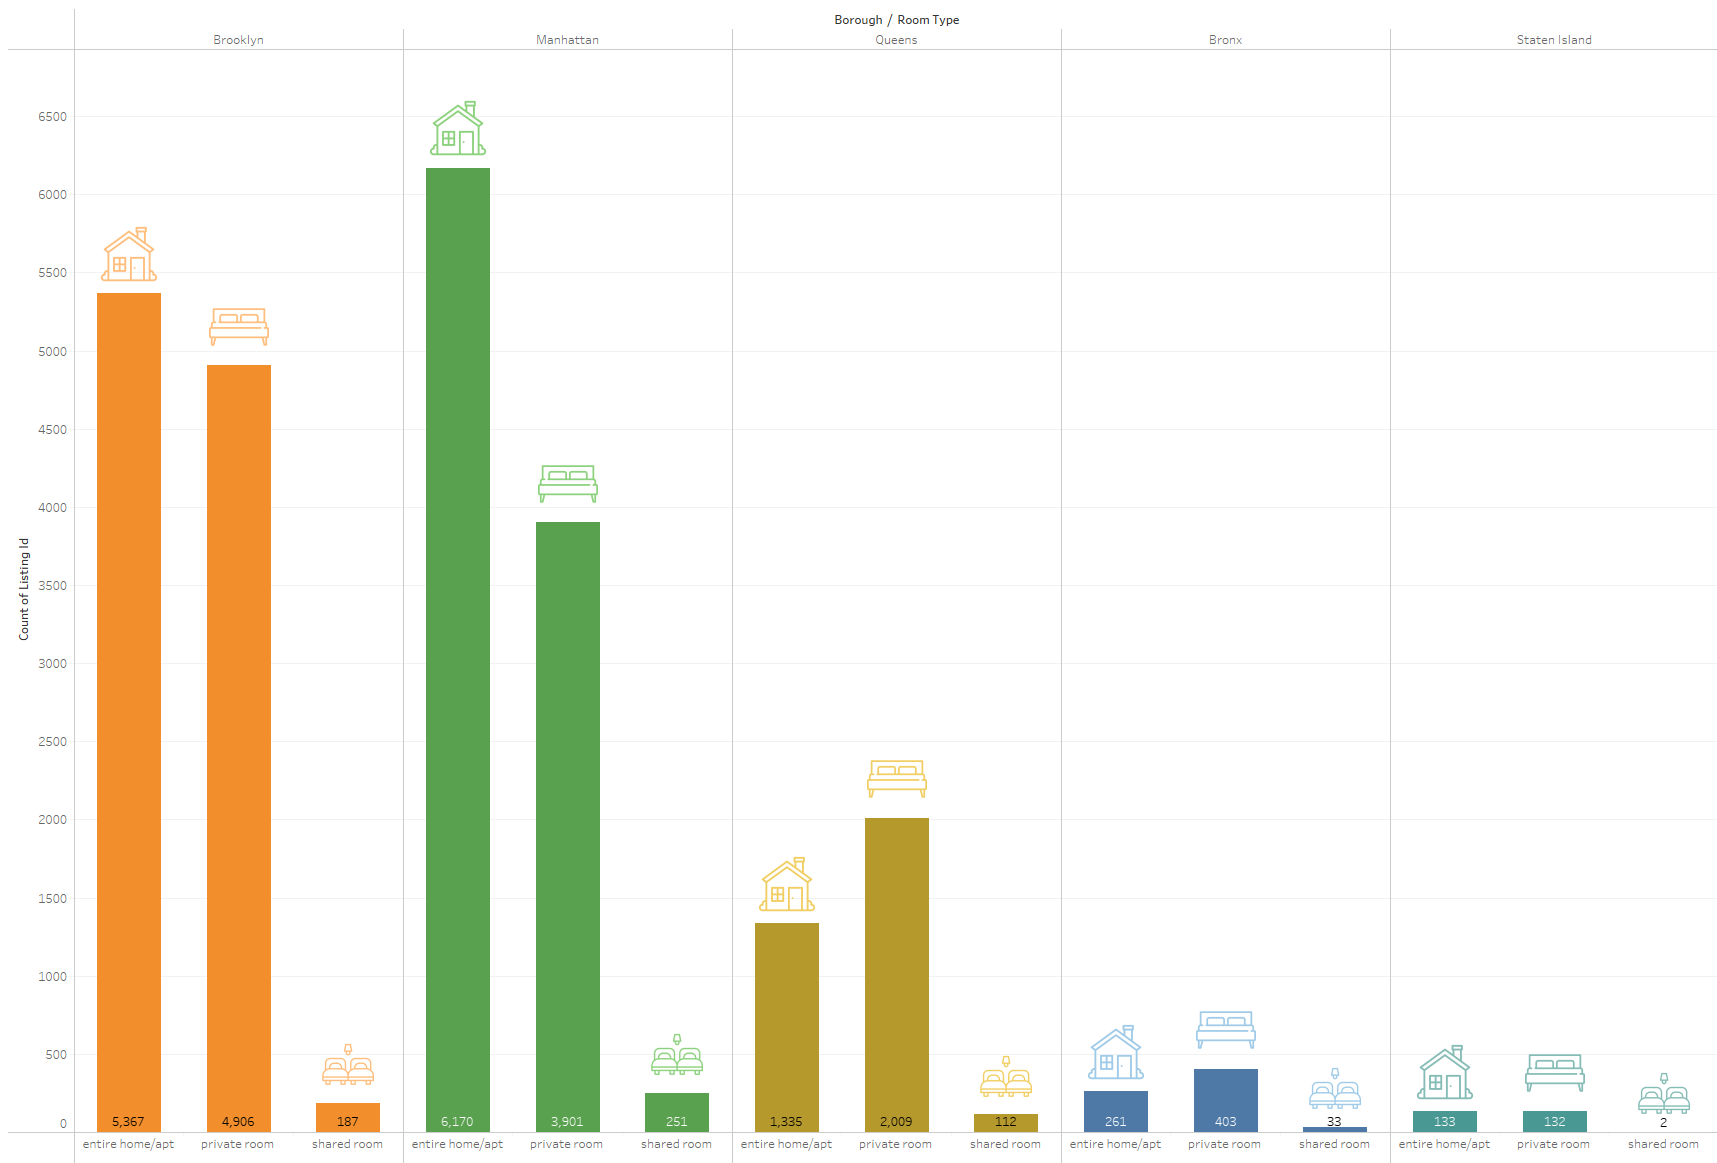 Borough / Room Type
Brooklyn Manhattan Queens Bronx Staten Island
6500
6000
5500
5000
4500
4000
3500
3000
2500
2000
1500
1000
500
0
Count of Listing Id
5,367 4,906 187 6,170 3,901 251 1,335 2,009 112 261 403 33 133 132 2
entire home/apt private room shared room entire home/apt private room shared room entire home/apt private room shared room entire home/apt private room shared room entire home/apt private room shared room